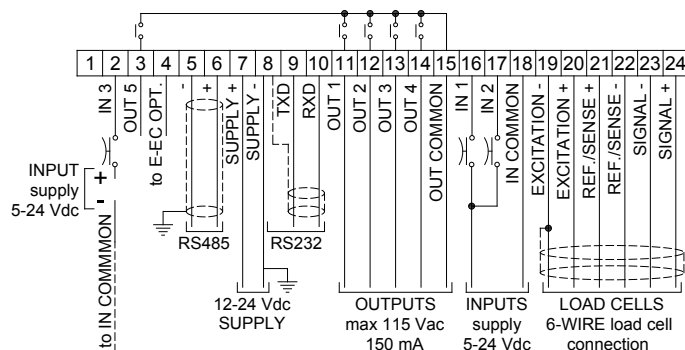 1 2 3 4 5 6 7 8 9 10 11 12 13 14 15 16 17 18 19 20 21 22 23 24
IN 3
OUT 5
to E-EC OPT.
-
+
SUPPLY +
SUPPLY -
TXD
RXD
OUT 1
OUT 2
OUT 3
OUT 4
OUT COMMON
IN 1
IN 2
IN COMMON
EXCITATION -
EXCITATION +
REF./SENSE +
REF./SENSE -
SIGNAL -
SIGNAL +
INPUT
supply
5-24 Vdc
+
-
to IN COMMMON
RS485
RS232
12-24 Vdc
SUPPLY
OUTPUTS
max 115 Vac
150 mA
INPUTS
supply
5-24 Vdc
LOAD CELLS
6-WIRE load cell
connection